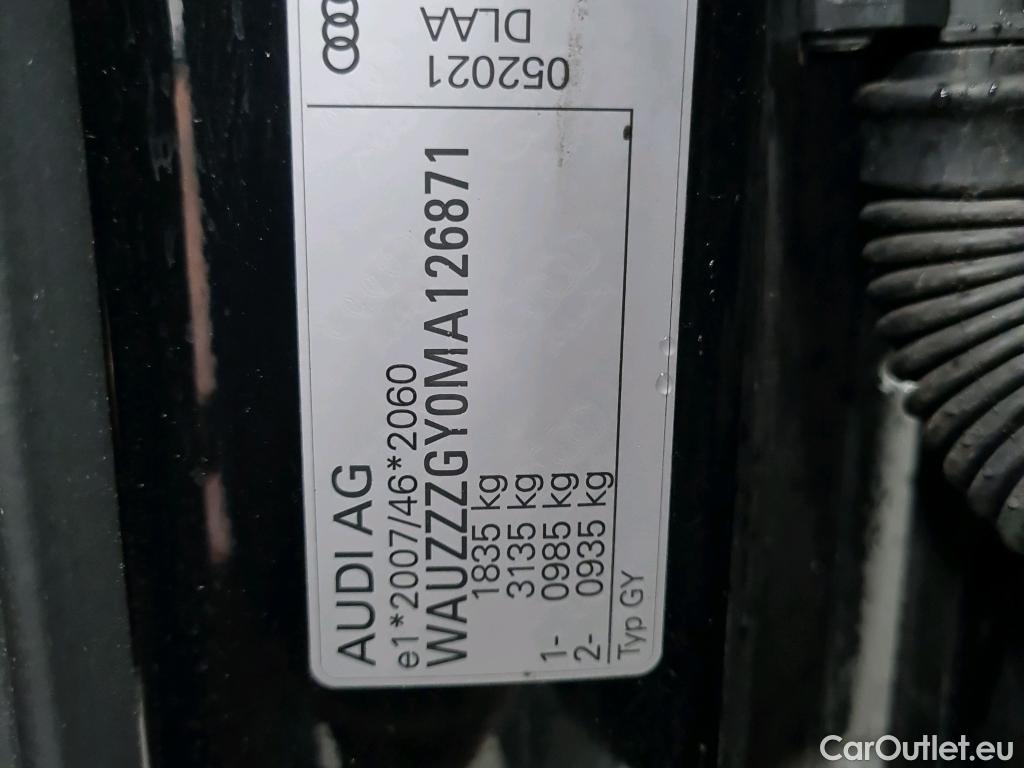 AUDI AG
e1*2007/46*2060
WAUZZZGY0MA126871
1835 kg
3135 kg
1- 0985 kg
2- 0935 kg
Typ GY
052021
DLAA
CarOutlet.eu